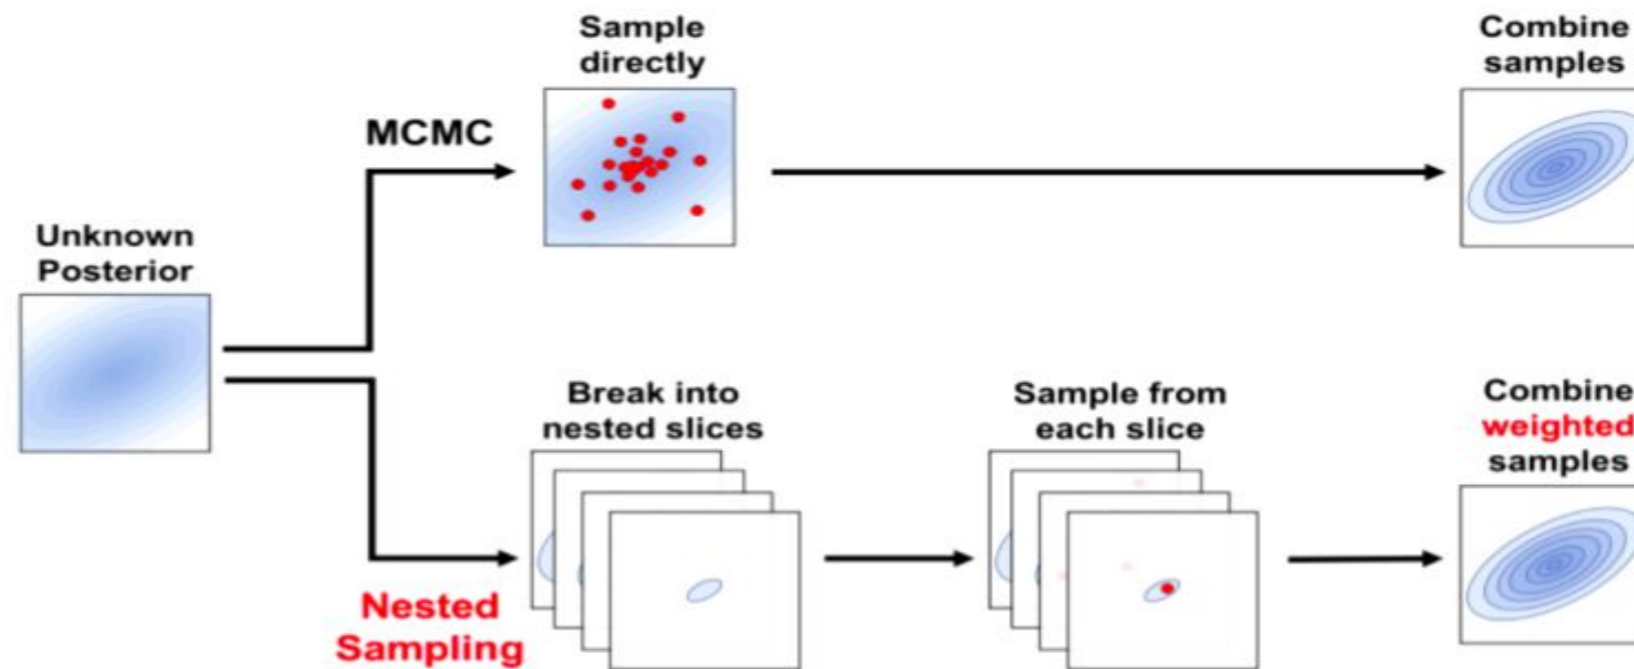 Sample
directly
Combine
samples
MCMC
Unknown
Posterior
Break into
nested slices
Sample from
each slice
Combine
weighted
samples
Nested
Sampling